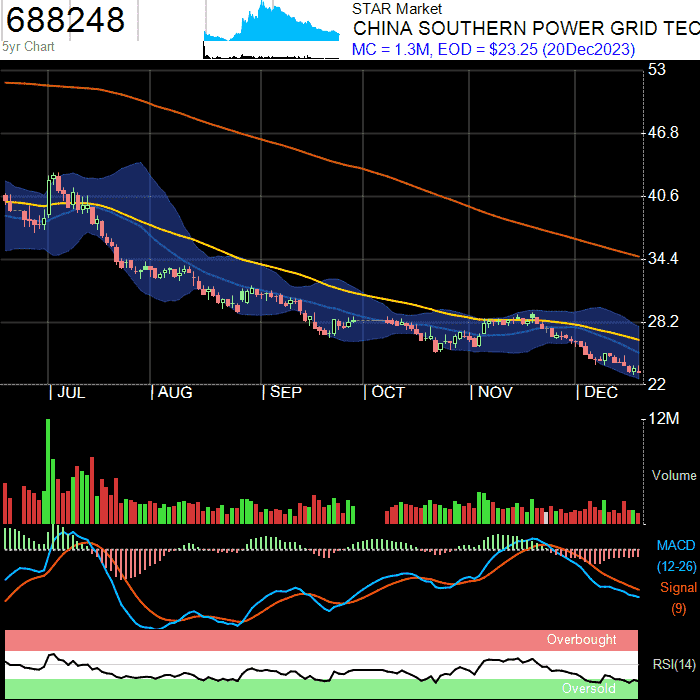 688248
5yr Chart
STAR Market
CHINA SOUTHERN POWER GRID TEC
MC = 1.3M, EOD = $23.25 (20Dec2023)
53
46.8
40.6
34.4
28.2
22
JUL AUG SEP OCT NOV DEC
12M
Volume
MACD
(12-26)
Signal
(9)
Overbought
RSI(14)
Oversold